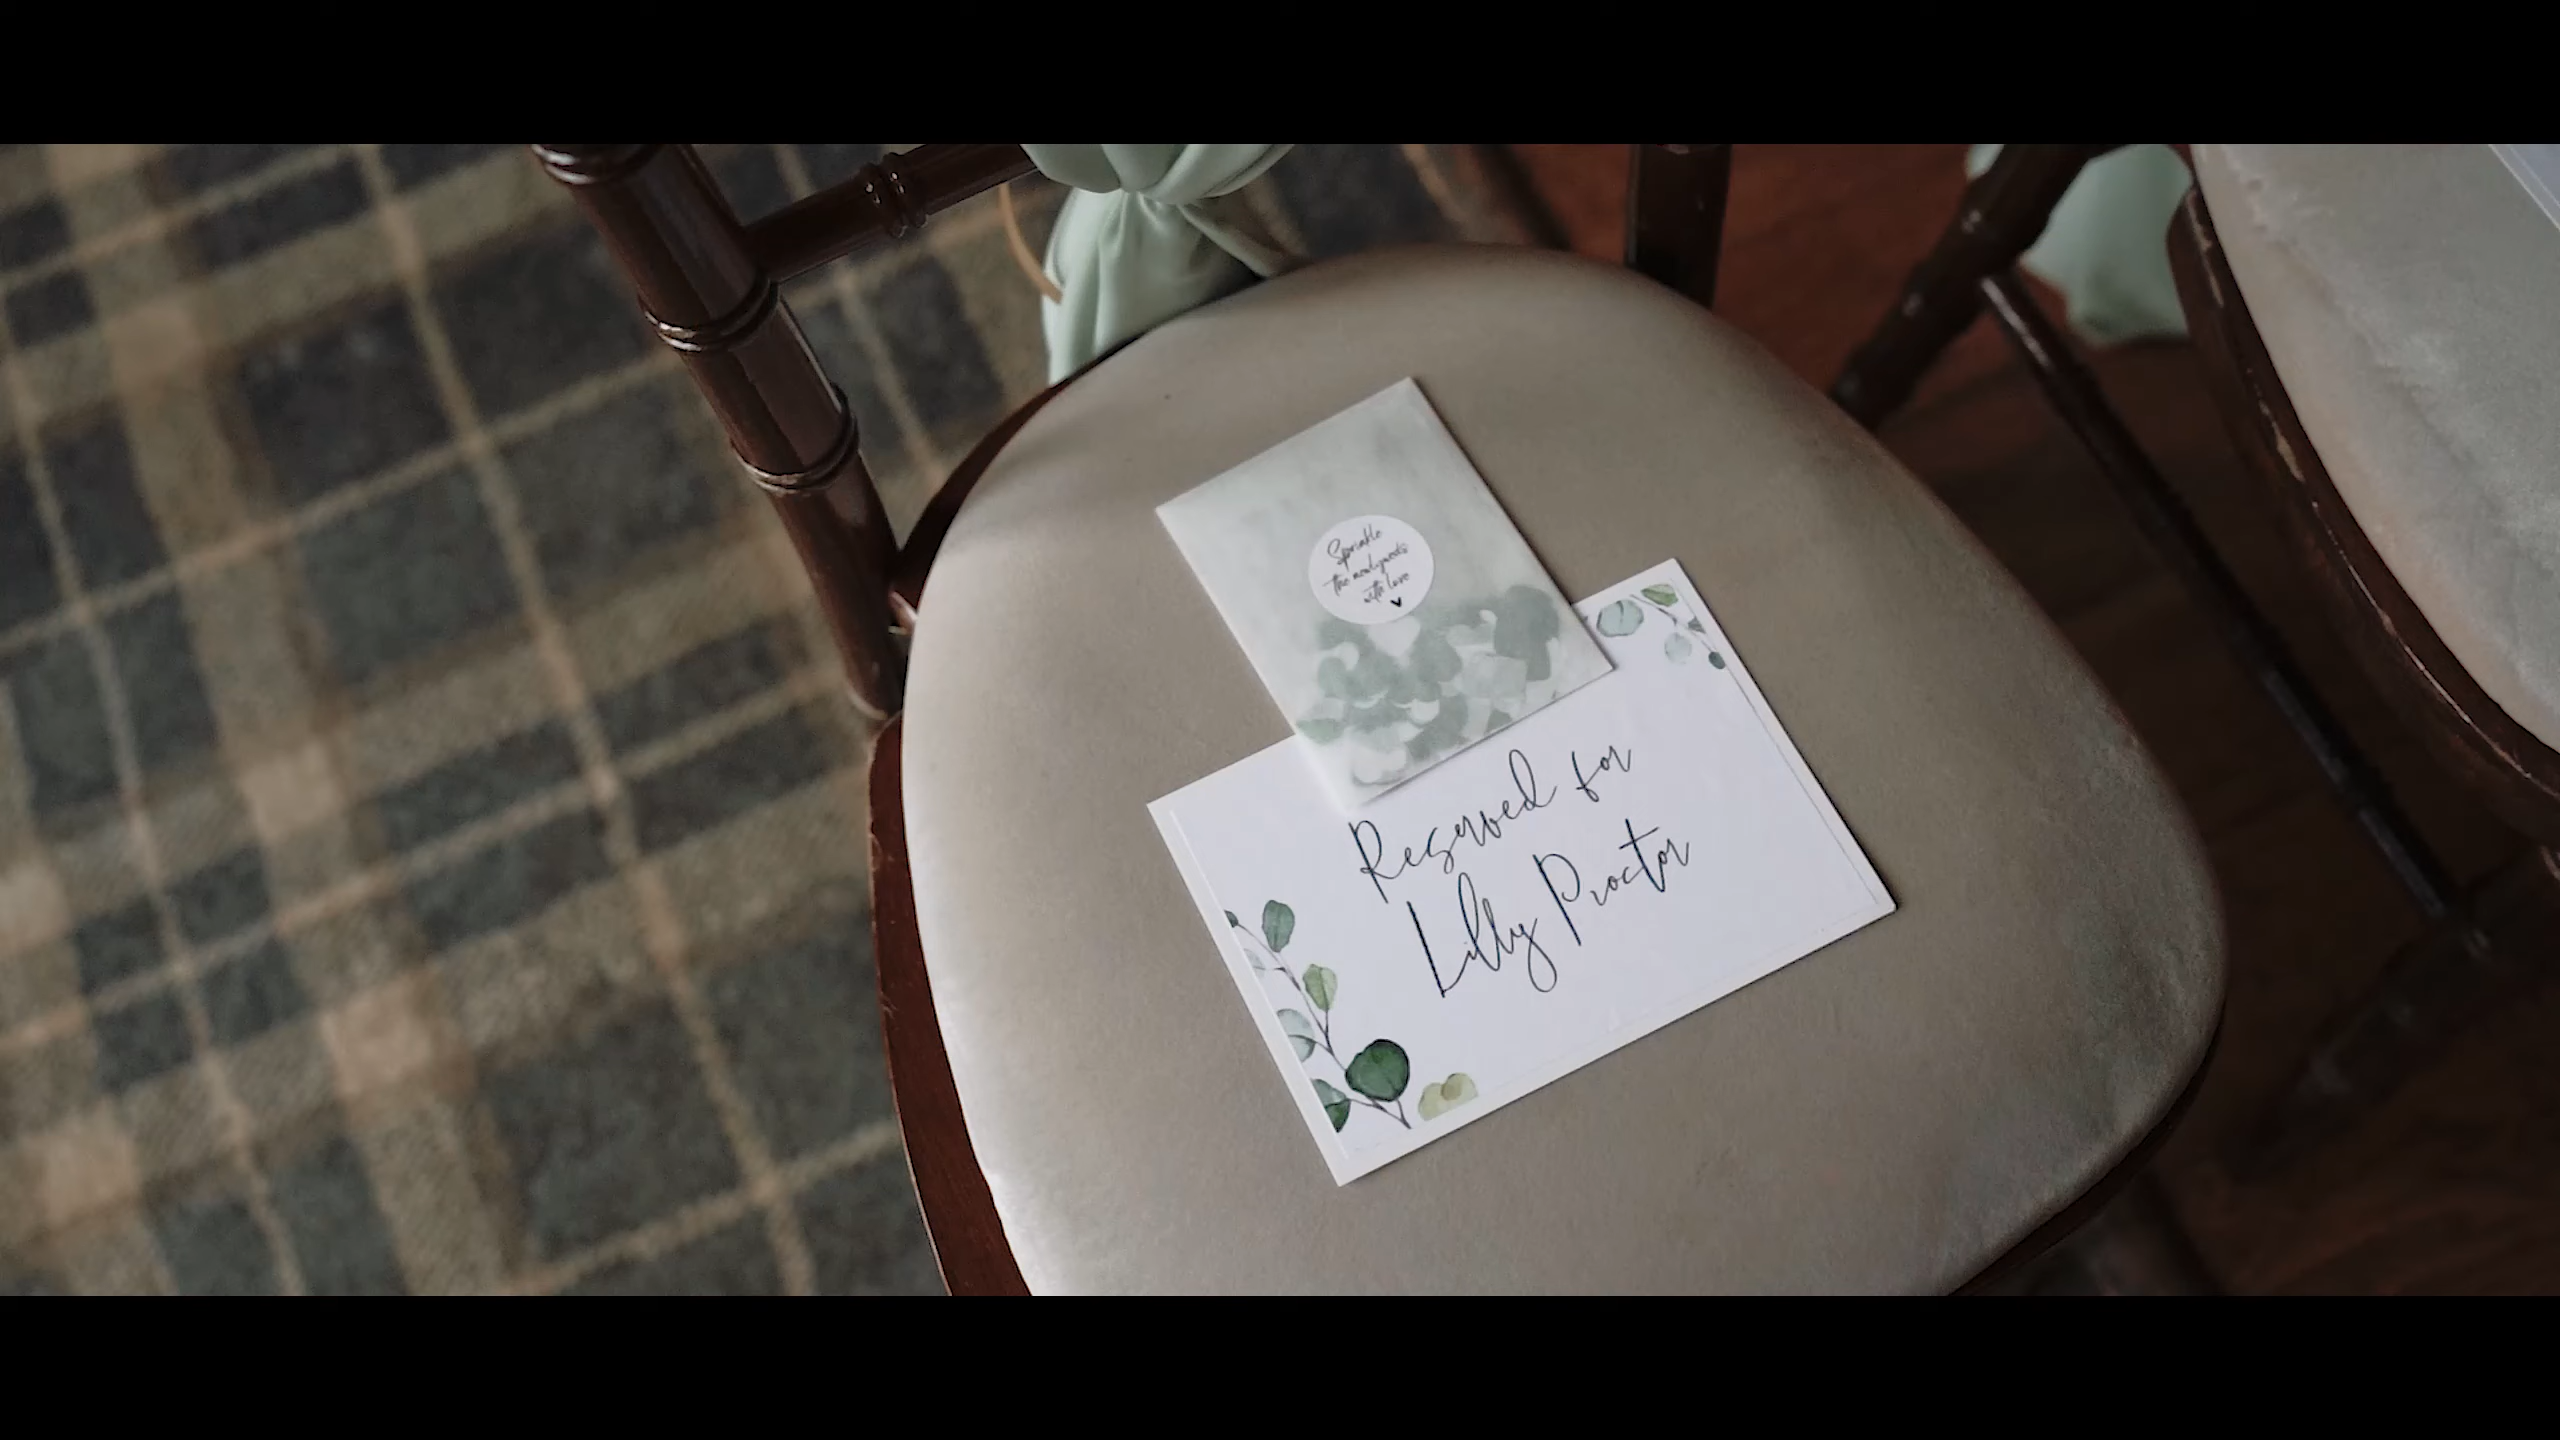 Sprinkle
the newlyweds
with love
Reserved for
Lilly Proctor